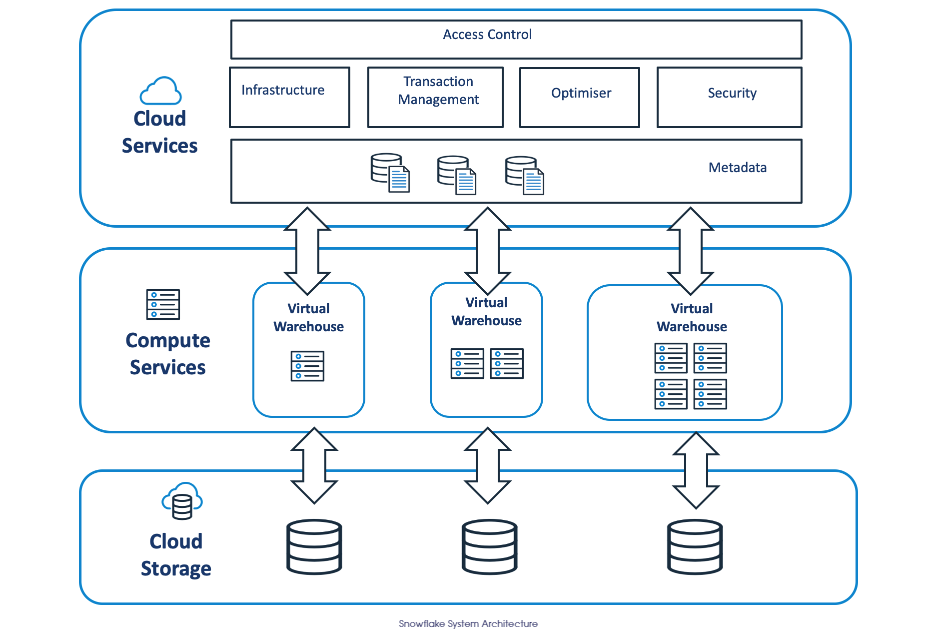 Access Control
Infrastructure
Transaction
Management
Optimiser
Security
Cloud
Services
Metadata
Compute
Services
Virtual
Warehouse
Virtual
Warehouse
Virtual
Warehouse
Cloud
Storage
Snowflake System Architecture